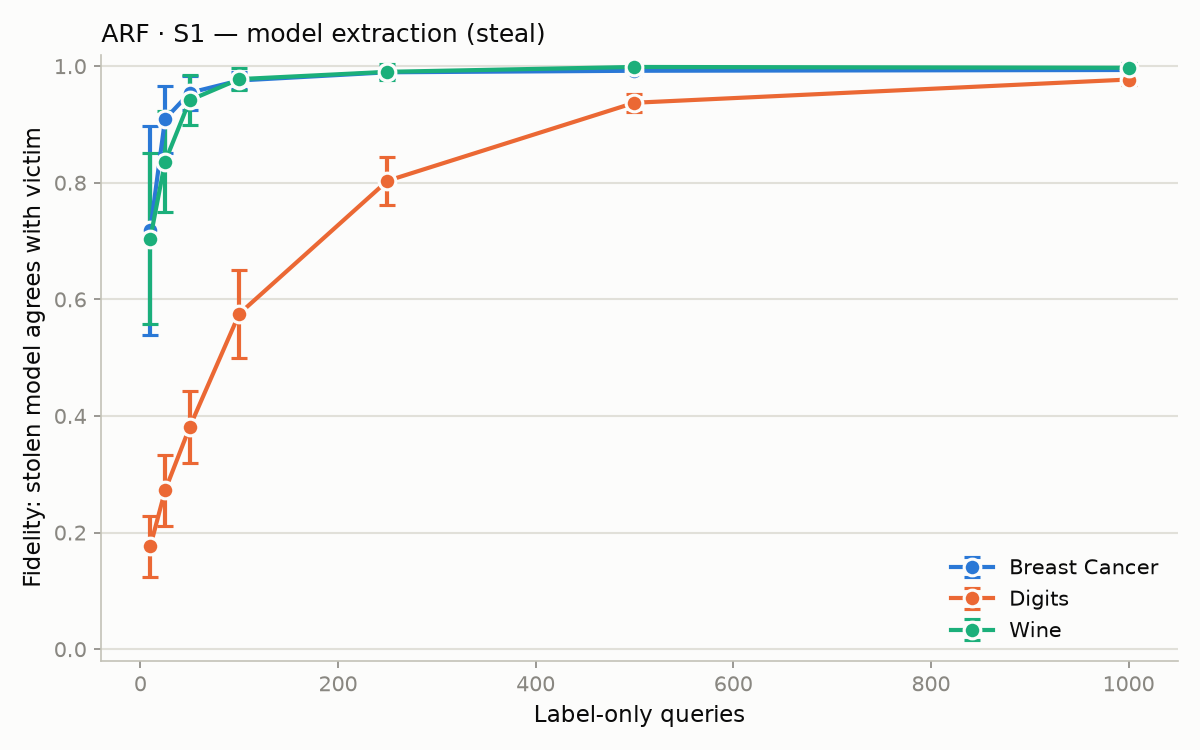 ARF · S1 — model extraction (steal)
Fidelity: stolen model agrees with victim
1.0
0.8
0.6
0.4
0.2
0.0
0
200
400
600
800
1000
Label-only queries
Breast Cancer
Digits
Wine